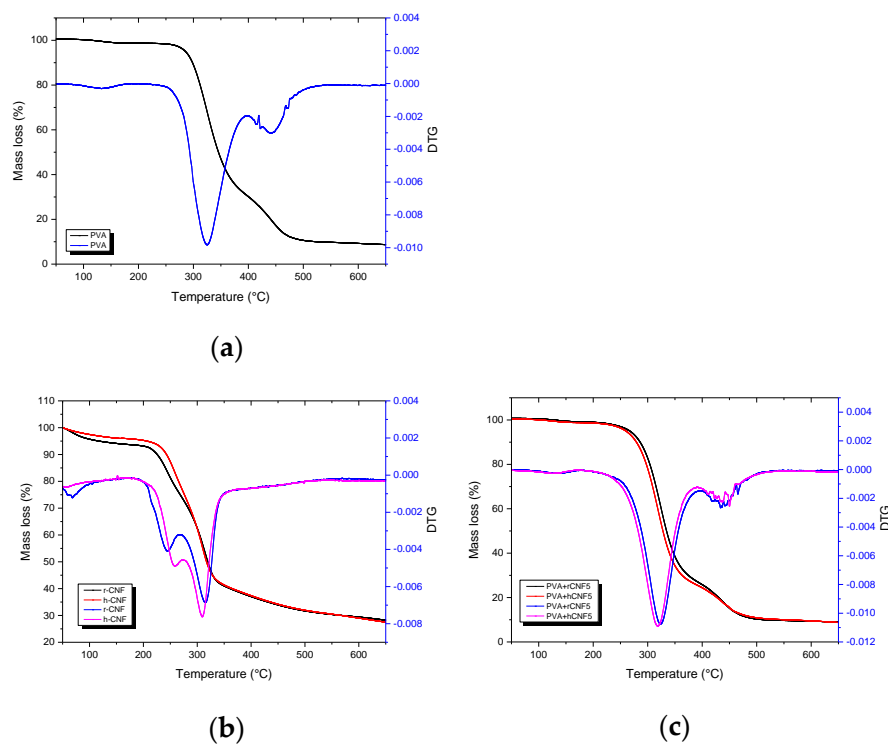 100
80
60
40
20
0
Mass loss (%)
0.004
0.002
0.000
-0.002
-0.004
-0.006
-0.008
-0.010
DTG
PVA
PVA
100 200 300 400 500 600
Temperature (°C)
(a)
110
100
90
80
70
60
50
40
30
20
Mass loss (%)
0.004
0.002
0.000
-0.002
-0.004
-0.006
-0.008
DTG
r-CNF
h-CNF
r-CNF
h-CNF
100 200 300 400 500 600
Temperature (°C)
(b)
100
80
60
40
20
0
Mass loss (%)
0.004
0.002
0.000
-0.002
-0.004
-0.006
-0.008
-0.010
-0.012
DTG
PVA+rCNF5
PVA+hCNF5
PVA+rCNF5
PVA+hCNF5
100 200 300 400 500 600
Temperature (°C)
(c)